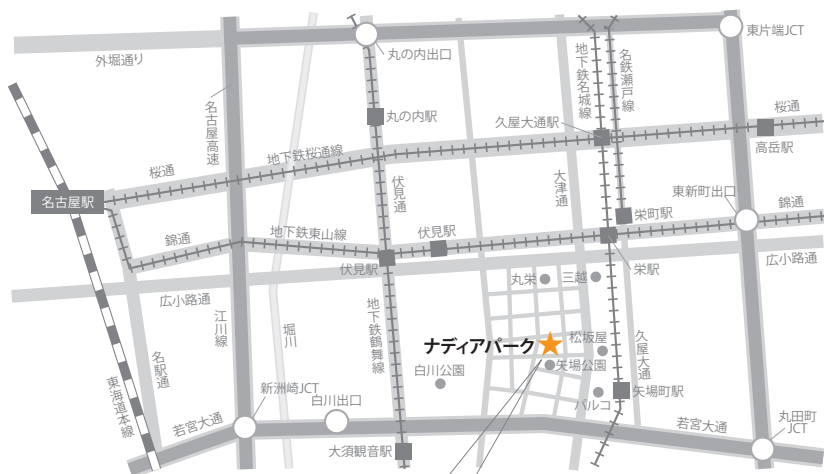 外堀通り
丸の内出口
東片端JCT
地下鉄名城線
名鉄瀬戸線
名古屋高速
丸の内駅
久屋大通駅
桜通
高岳駅
桜通
地下鉄桜通線
伏見通
大津通
名古屋駅
東新町出口
栄町駅
錦通
錦通
地下鉄東山線
伏見駅
伏見駅
栄駅
広小路通
丸栄
三越
広小路通
江川線
堀川
地下鉄鶴舞線
ナディアパーク
松坂屋
久屋大通
矢場公園
白川公園
名駅通
東海道本線
新洲崎JCT
白川出口
パルコ
矢場町駅
若宮大通
若宮大通
丸田町
JCT
大須観音駅